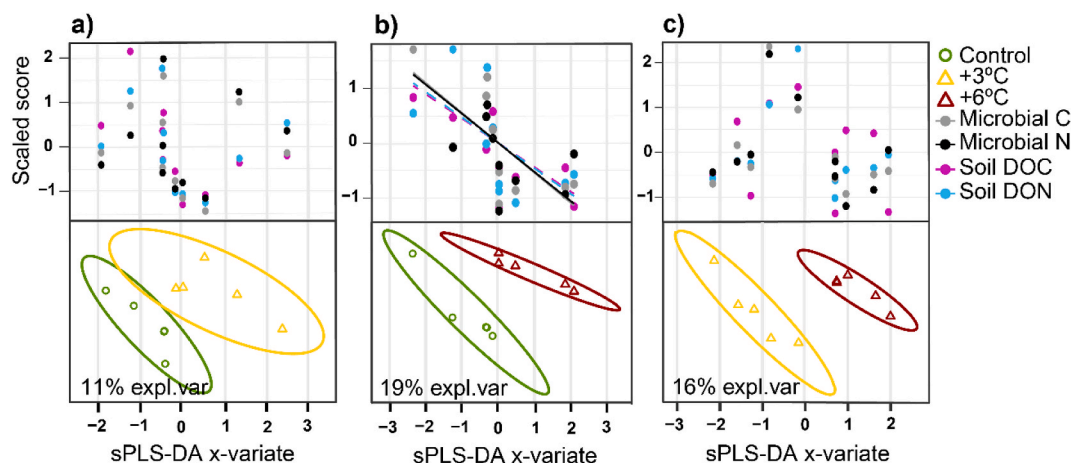 a)
b)
c)
Scaled score
2
1
0
−1
1
0
−1
2
1
0
−1
Control
+3ºC
+6ºC
Microbial C
Microbial N
Soil DOC
Soil DON
11% expl.var
19% expl.var
16% expl.var
−2 −1 0 1 2 3
−3 −2 −1 0 1 2 3
−3 −2 −1 0 1 2 3
sPLS-DA x-variate
sPLS-DA x-variate
sPLS-DA x-variate